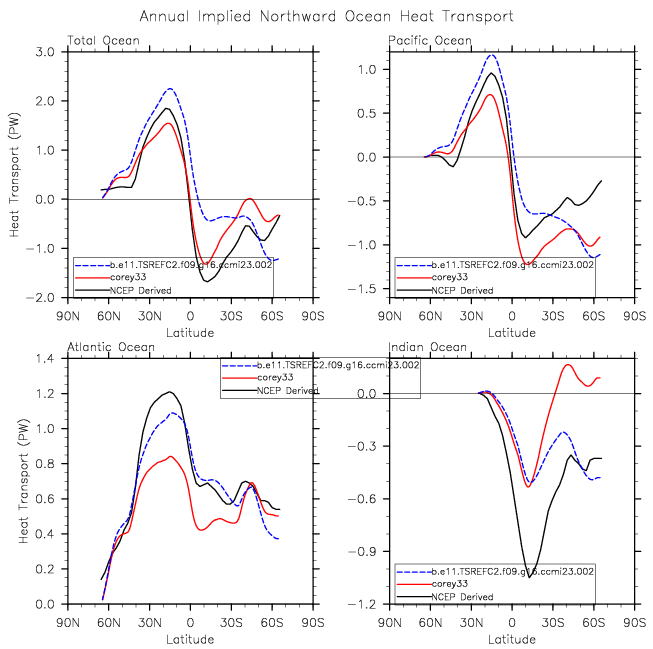 Annual Implied Northward Ocean Heat Transport
Total Ocean
3.0
2.0
1.0
0.0
−1.0
−2.0
Heat Transport (PW)
b.e11.TSREFC2.f09.g16.ccmi23.002
corey33
NCEP Derived
90N 60N 30N 0 30S 60S 90S
Latitude
Pacific Ocean
1.0
0.5
0.0
−0.5
−1.0
−1.5
b.e11.TSREFC2.f09.g16.ccmi23.002
corey33
NCEP Derived
90N 60N 30N 0 30S 60S 90S
Latitude
Atlantic Ocean
1.4
1.2
1.0
0.8
0.6
0.4
0.2
0.0
Heat Transport (PW)
b.e11.TSREFC2.f09.g16.ccmi23.002
corey33
NCEP Derived
90N 60N 30N 0 30S 60S 90S
Latitude
Indian Ocean
0.0
−0.3
−0.6
−0.9
−1.2
b.e11.TSREFC2.f09.g16.ccmi23.002
corey33
NCEP Derived
90N 60N 30N 0 30S 60S 90S
Latitude